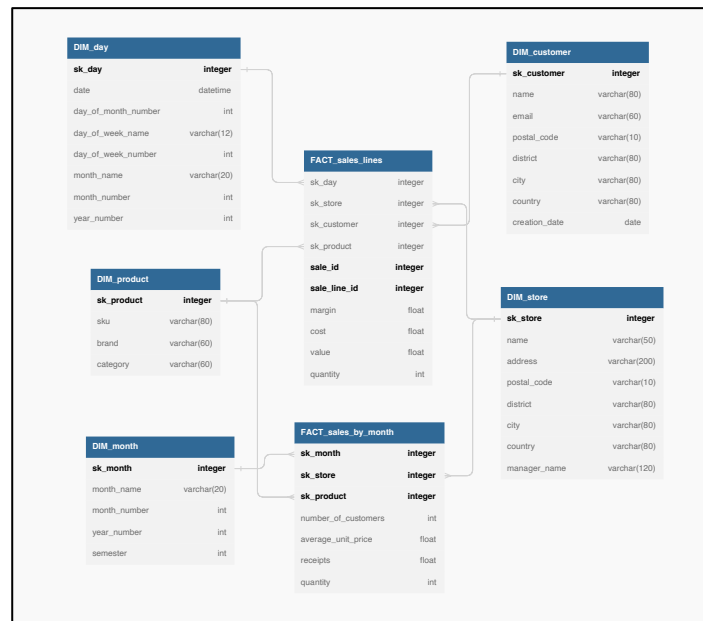 DIM_day
sk_day integer
date datetime
day_of_month_number int
day_of_week_name varchar(12)
day_of_week_number int
month_name varchar(20)
month_number int
year_number int
DIM_customer
sk_customer integer
name varchar(80)
email varchar(60)
postal_code varchar(10)
district varchar(80)
city varchar(80)
country varchar(80)
creation_date date
FACT_sales_lines
sk_day integer
sk_store integer
sk_customer integer
sk_product integer
sale_id integer
sale_line_id integer
margin float
cost float
value float
quantity int
DIM_product
sk_product integer
sku varchar(80)
brand varchar(60)
category varchar(60)
DIM_store
sk_store integer
name varchar(50)
address varchar(200)
postal_code varchar(10)
district varchar(80)
city varchar(80)
country varchar(80)
manager_name varchar(120)
DIM_month
sk_month integer
month_name varchar(20)
month_number int
year_number int
semester int
FACT_sales_by_month
sk_month integer
sk_store integer
sk_product integer
number_of_customers int
average_unit_price float
receipts float
quantity int